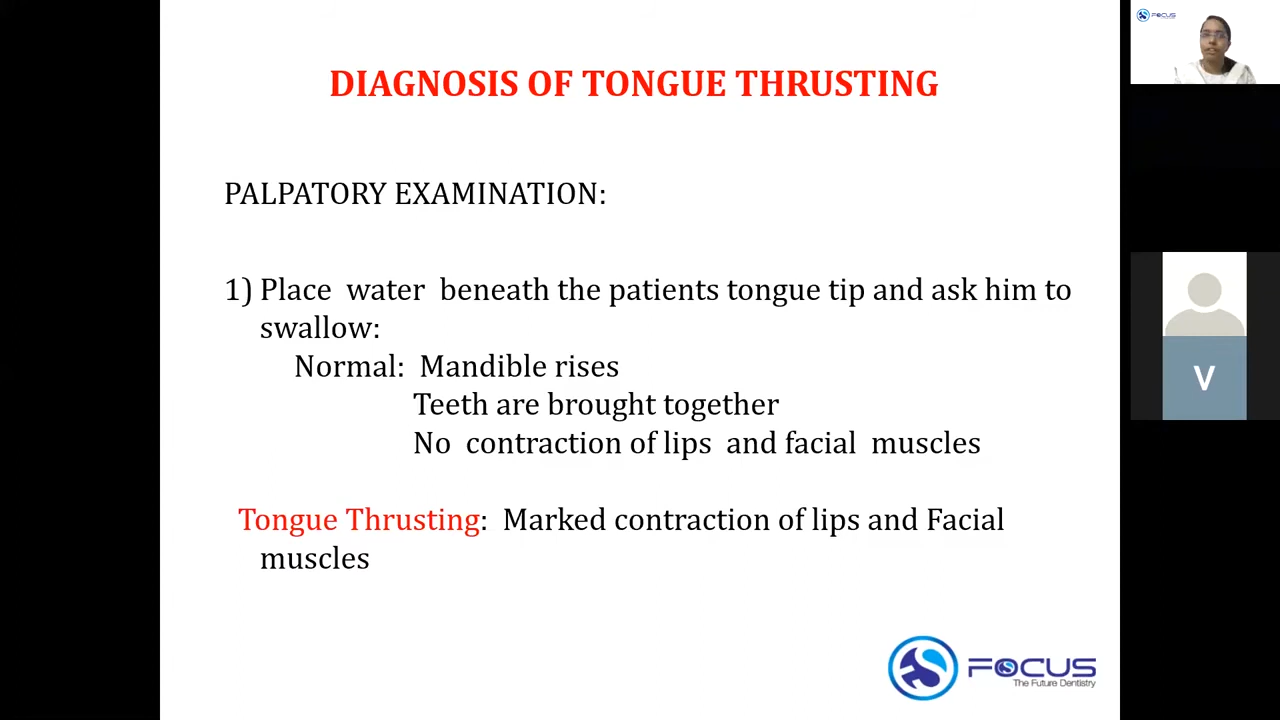 DIAGNOSIS OF TONGUE THRUSTING
PALPATORY EXAMINATION:
1) Place water beneath the patients tongue tip and ask him to
swallow:
Normal: Mandible rises
Teeth are brought together
No contraction of lips and facial muscles
Tongue Thrusting: Marked contraction of lips and Facial
muscles
FOCUS
The Future Dentistry
FOCUS
V